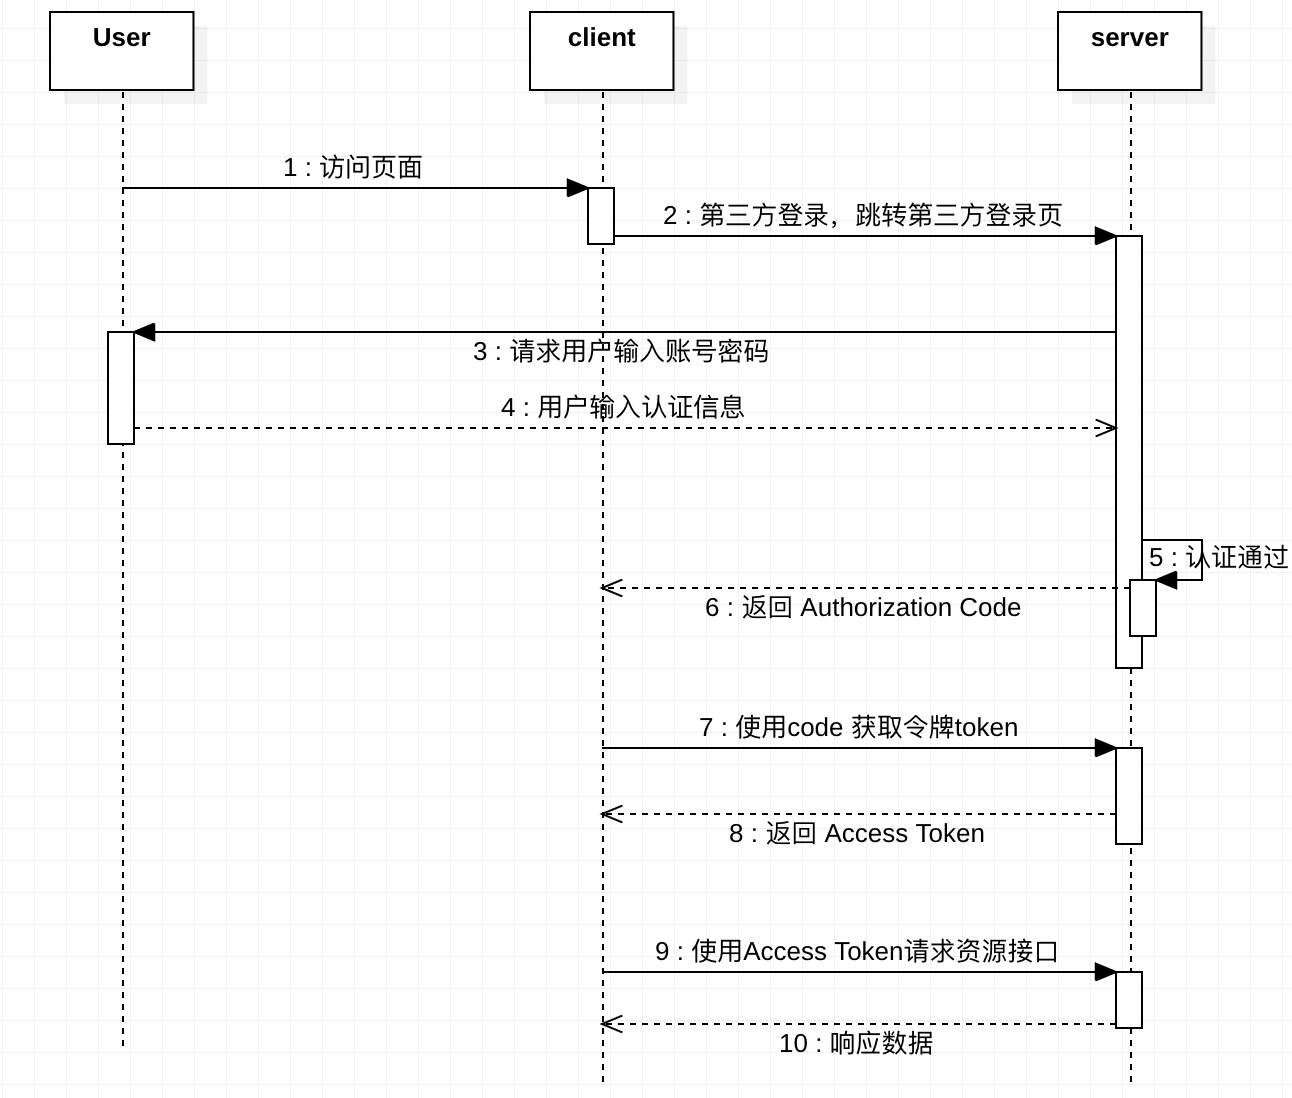 User
client
server
1 : 访问页面
2 : 第三方登录，跳转第三方登录页
3 : 请求用户输入账号密码
4 : 用户输入认证信息
5 : 认证通过
6 : 返回 Authorization Code
7 : 使用code 获取令牌token
8 : 返回 Access Token
9 : 使用Access Token请求资源接口
10 : 响应数据